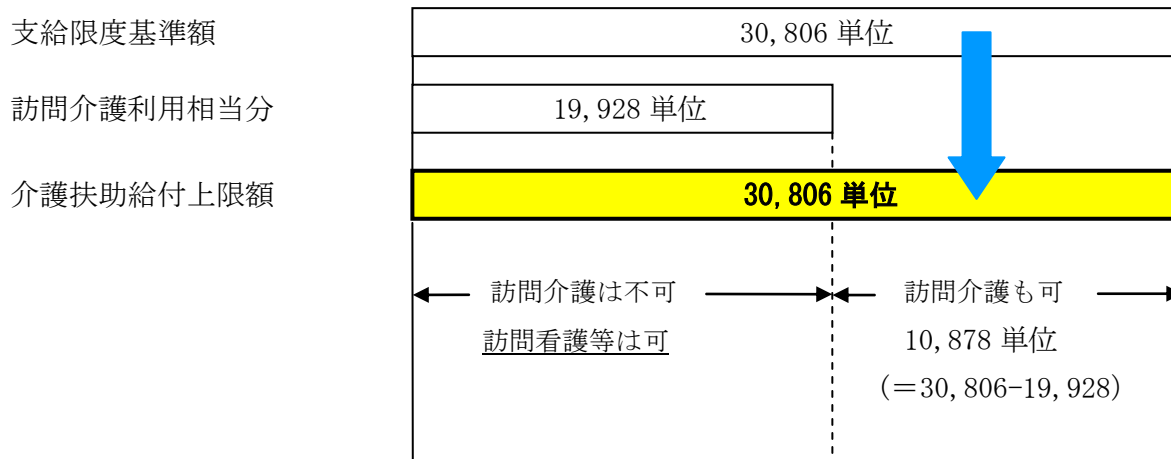 支給限度基準額
30,806 単位
訪問介護利用相当分
19,928 単位
介護扶助給付上限額
30,806 単位
訪問介護は不可
訪問介護も可
訪問看護等は可
10,878 単位
(＝30,806-19,928)